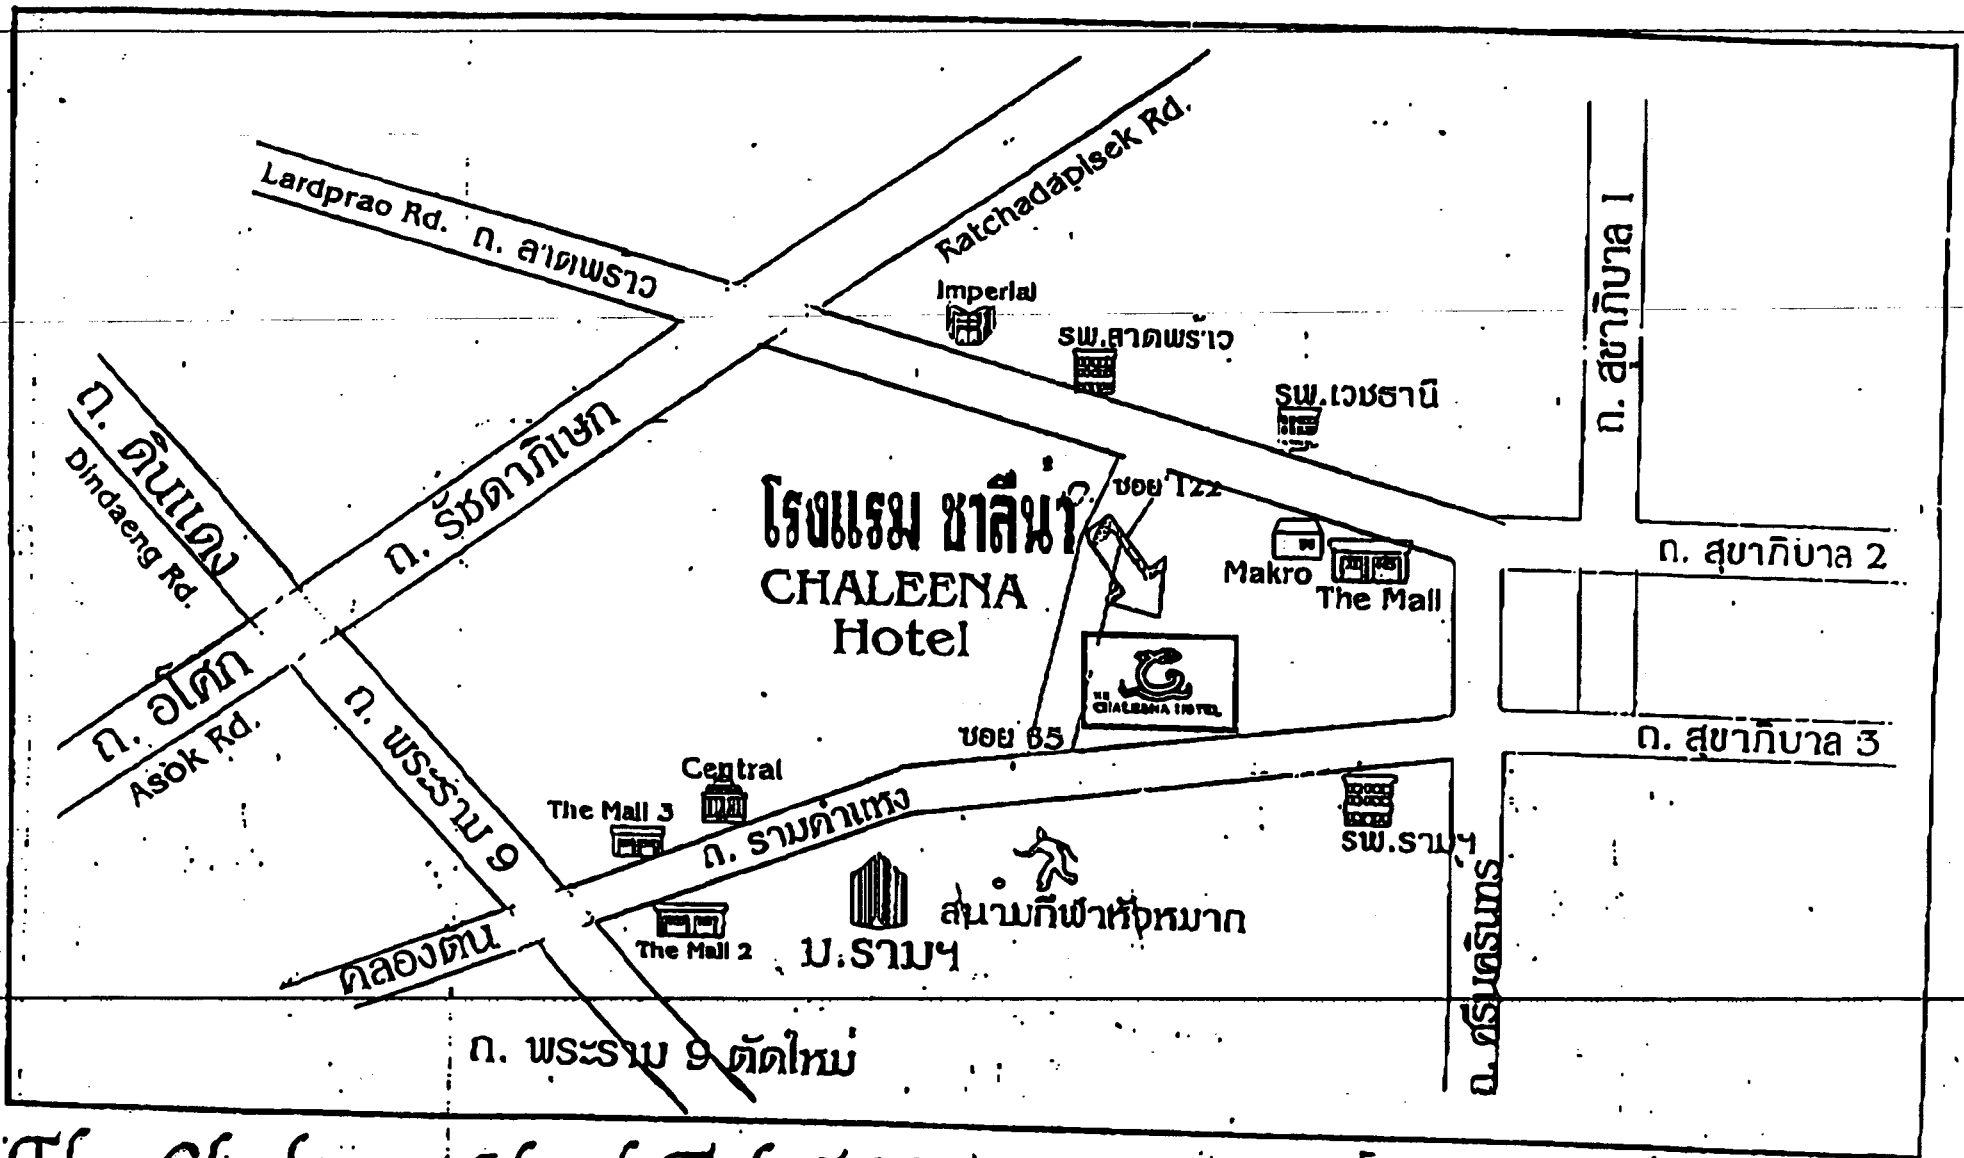 Ratchadapisek Rd.
Lardprao Rd. ถ. ลาดพราว
ถ. สุขาภิบาล 1
Imperial
รพ.ลาดพร้าว
รพ.เวชธานี
ถ. ดินแดง
Dindaeng Rd.
ถ. รัชดาภิเษก
โรงแรม ชาลีน่า
ซอย 122
CHALEENA
Hotel
Makro
The Mall
ถ. สุขาภิบาล 2
ถ. อโศก
Asok Rd.
ถ. พระราม 9
THE
CHALEENA HOTEL
ซอย 65
ถ. สุขาภิบาล 3
Central
The Mall 3
ถ. รามคำแหง
รพ.รามฯ
The Mall 2
ม.รามฯ
สนามกีฬาหัวหมาก
คลองตน
ถ. ศรีนครินทร์
ถ. พระราม 9 ตัดใหม่